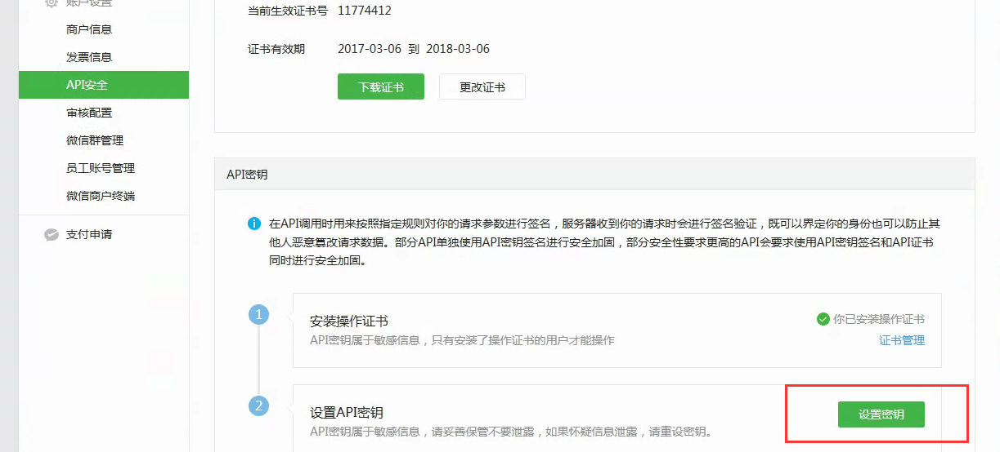 账户设置
商户信息
发票信息
API安全
审核配置
微信群管理
员工账号管理
微信商户终端
支付申请
当前生效证书号 11774412
证书有效期 2017-03-06 到 2018-03-06
下载证书 更改证书
API密钥
在API调用时用来按照指定规则对你的请求参数进行签名，服务器收到你的请求时会进行签名验证，既可以界定你的身份也可以防止其
他人恶意篡改请求数据。部分API单独使用API密钥签名进行安全加固，部分安全性要求更高的API会要求使用API密钥签名和API证书
同时进行安全加固。
1
安装操作证书
你已安装操作证书
API密钥属于敏感信息，只有安装了操作证书的用户才能操作
证书管理
2
设置API密钥
设置密钥
API密钥属于敏感信息，请妥善保管不要泄露，如果怀疑信息泄露，请重设密钥。